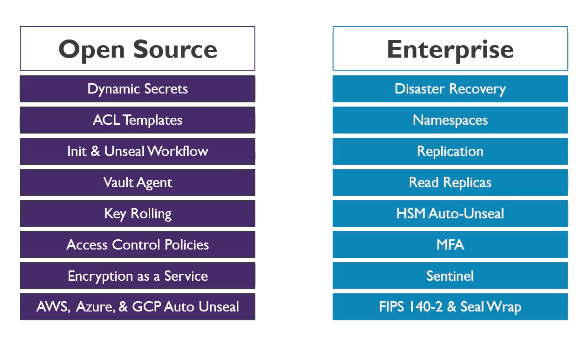 Open Source
Dynamic Secrets
ACL Templates
Init & Unseal Workflow
Vault Agent
Key Rolling
Access Control Policies
Encryption as a Service
AWS, Azure, & GCP Auto Unseal
Enterprise
Disaster Recovery
Namespaces
Replication
Read Replicas
HSM Auto-Unseal
MFA
Sentinel
FIPS 140-2 & Seal Wrap